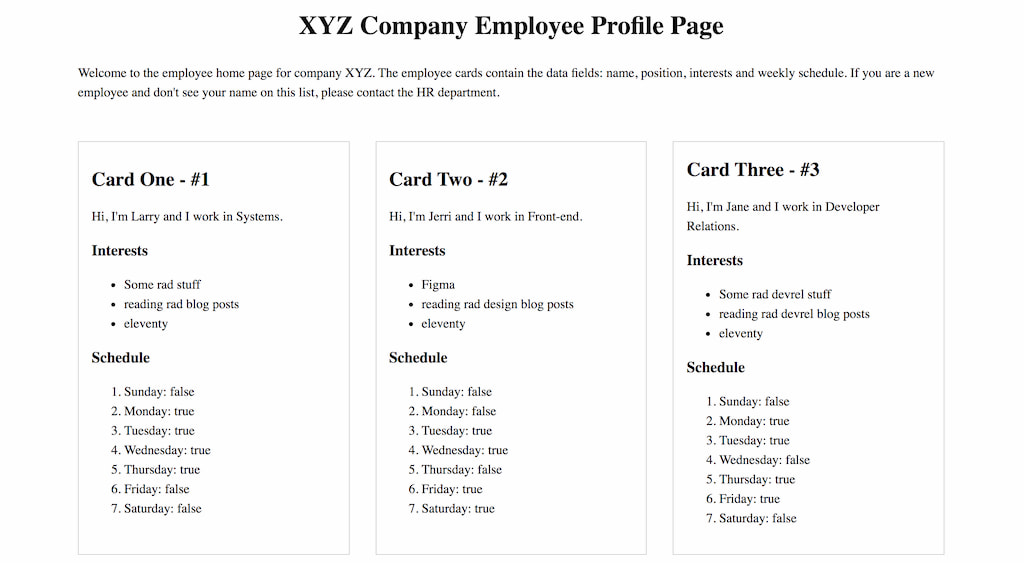 XYZ Company Employee Profile Page
Welcome to the employee home page for company XYZ. The employee cards contain the data fields: name, position, interests and weekly schedule. If you are a new
employee and don't see your name on this list, please contact the HR department.
Card One - #1
Hi, I'm Larry and I work in Systems.
Interests
• Some rad stuff
• reading rad blog posts
• eleventy
Schedule
1. Sunday: false
2. Monday: true
3. Tuesday: true
4. Wednesday: true
5. Thursday: true
6. Friday: false
7. Saturday: false
Card Two - #2
Hi, I'm Jerri and I work in Front-end.
Interests
• Figma
• reading rad design blog posts
• eleventy
Schedule
1. Sunday: false
2. Monday: false
3. Tuesday: true
4. Wednesday: true
5. Thursday: false
6. Friday: true
7. Saturday: true
Card Three - #3
Hi, I'm Jane and I work in Developer
Relations.
Interests
• Some rad devrel stuff
• reading rad devrel blog posts
• eleventy
Schedule
1. Sunday: false
2. Monday: true
3. Tuesday: true
4. Wednesday: false
5. Thursday: true
6. Friday: true
7. Saturday: false